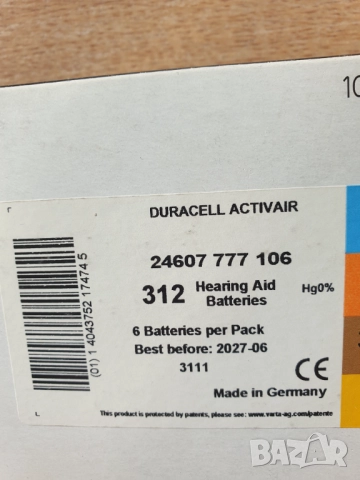 10
DURACELL ACTIVAIR
24607 777 106
312 Hearing Aid Batteries Hg0%
6 Batteries per Pack
Best before: 2027-06
3111
CE
Made in Germany
This product is protected by patents, please see: www.varta-ag.com/patente
(01) 1 4043752 17474 5
bazar.bg